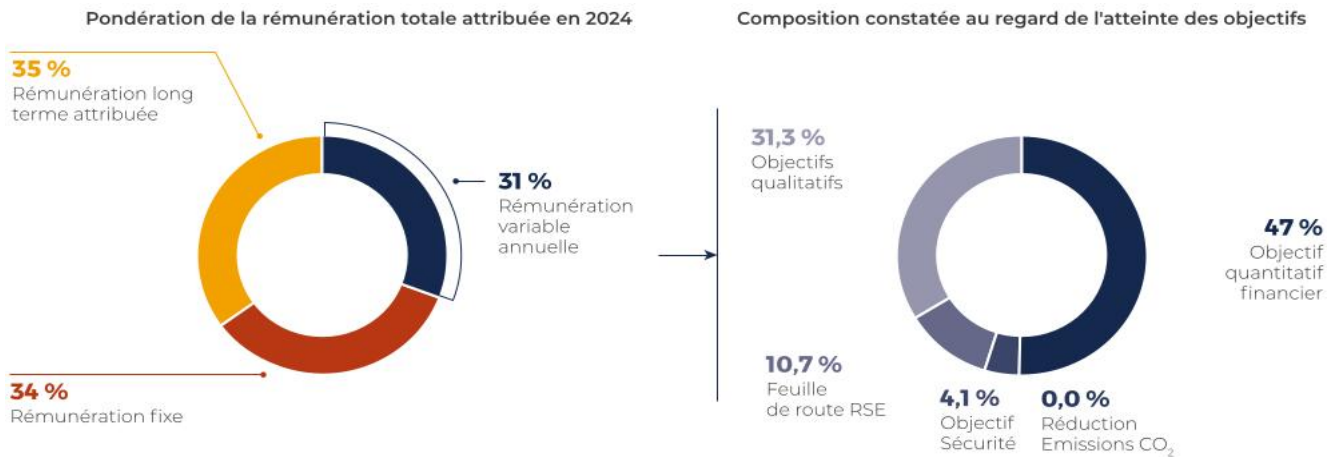 Pondération de la rémunération totale attribuée en 2024
35 %
Rémunération long
terme attribuée
31 %
Rémunération
variable
annuelle
34 %
Rémunération fixe
Composition constatée au regard de l'atteinte des objectifs
31,3 %
Objectifs
qualitatifs
47 %
Objectif
quantitatif
financier
10,7 %
Feuille
de route RSE
4,1 %
Objectif
Sécurité
0,0 %
Réduction
Emissions CO₂